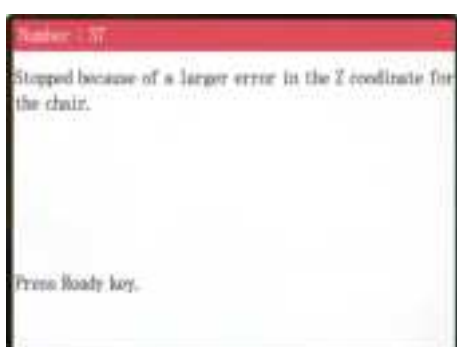 Number : 57
Stopped because of a larger error in the Z coodinate for
the chair.
Press Ready key.